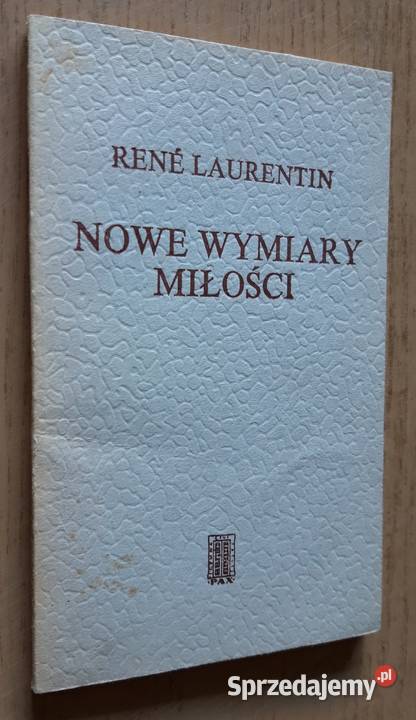 RENÉ LAURENTIN
NOWE WYMIARY
MIŁOŚCI
PAX
Sprzedajemy.pl